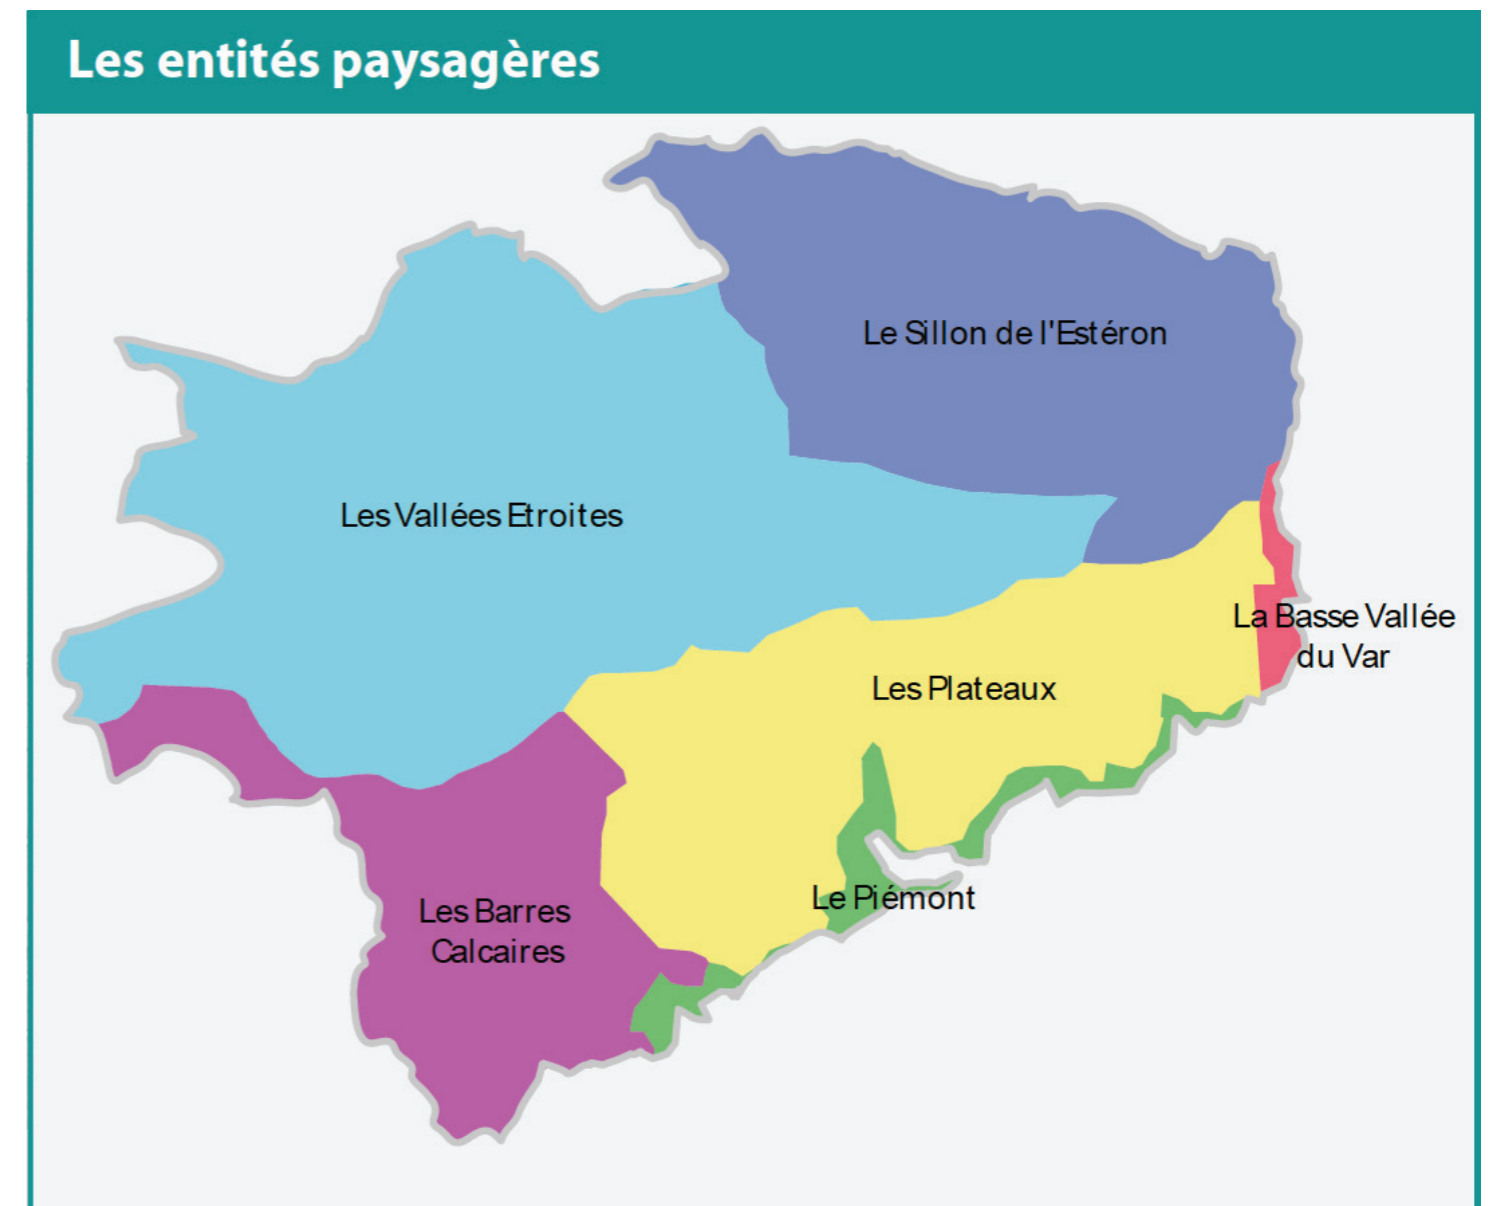 Les entités paysagères
Le Sillon de l'Estéron
Les Vallées Etroites
La Basse Vallée
du Var
Les Plateaux
Le Piémont
Les Barres
Calcaires